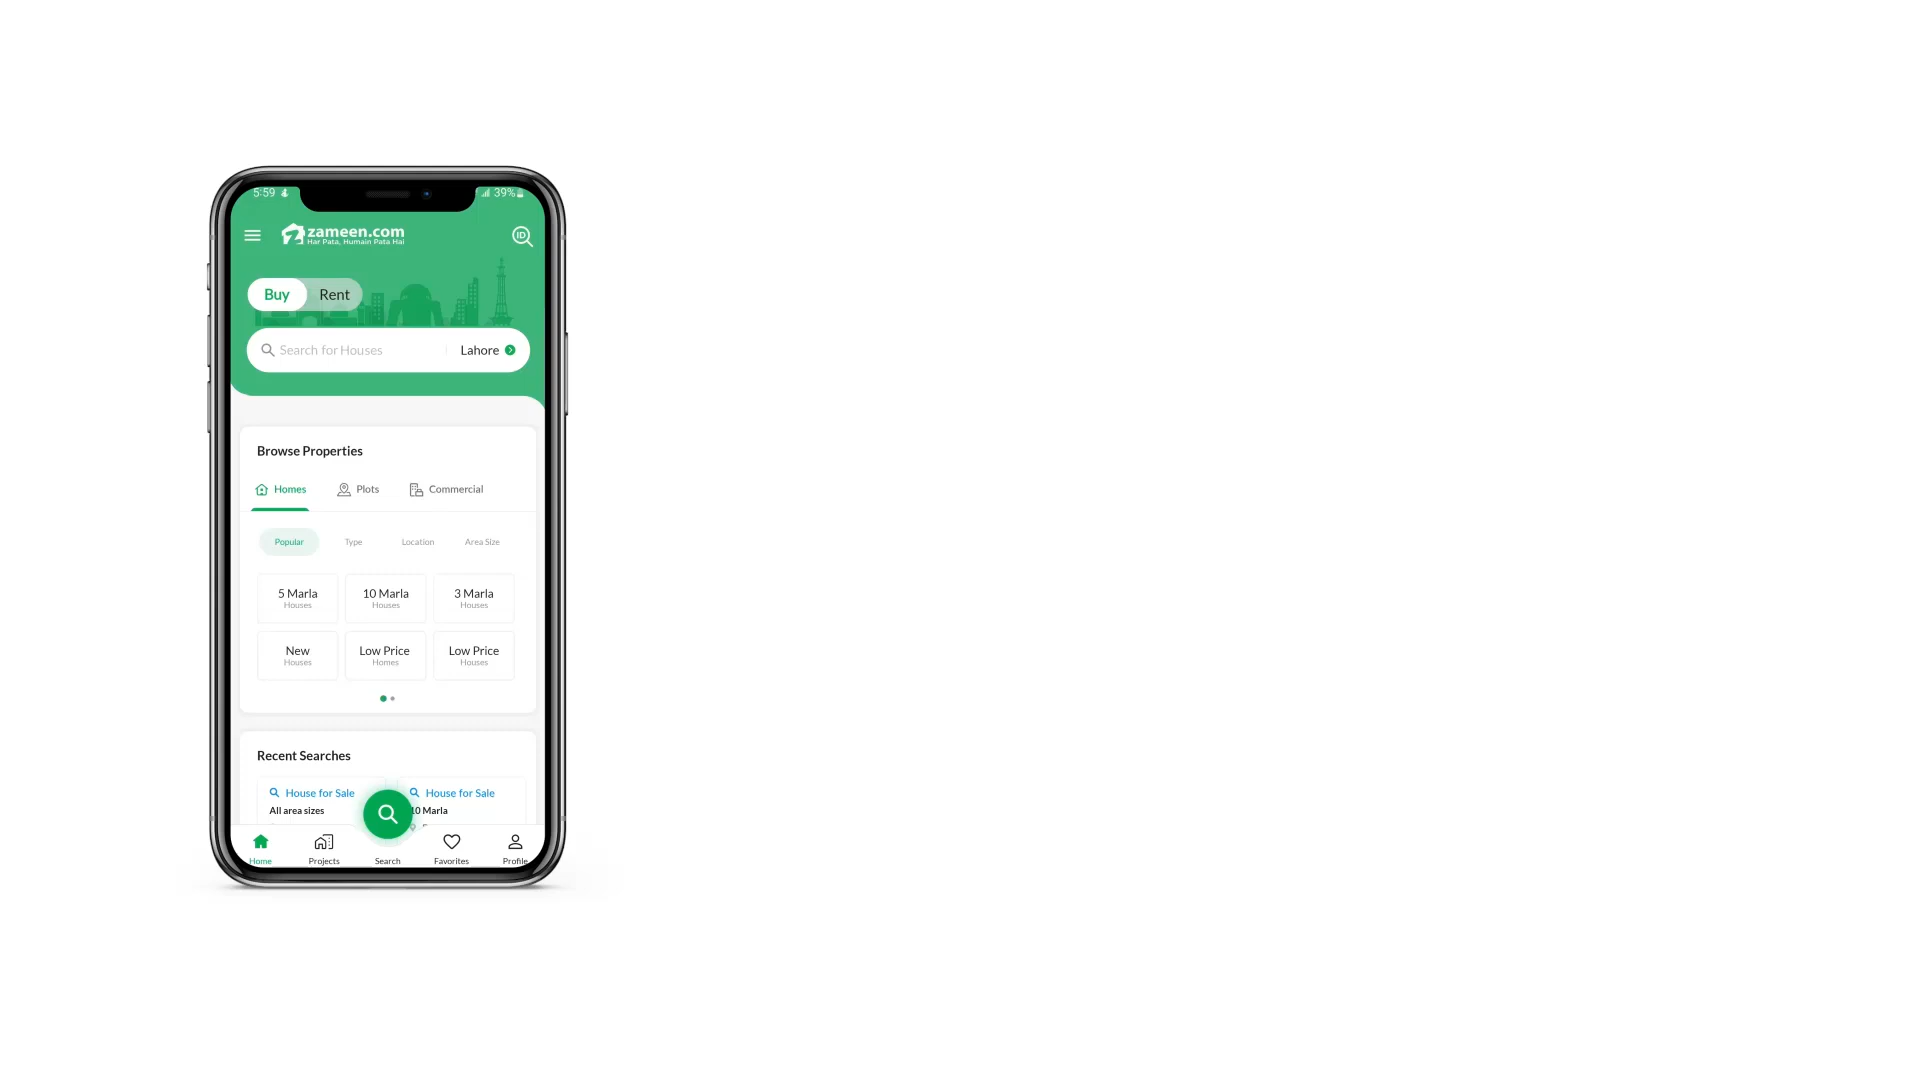 5:59
39%
zameen.com
Har Pata, Humain Pata Hai
ID
Buy
Rent
Search for Houses
Lahore
Browse Properties
Homes
Plots
Commercial
Popular
Type
Location
Area Size
5 Marla
Houses
10 Marla
Houses
3 Marla
Houses
New
Houses
Low Price
Homes
Low Price
Houses
Recent Searches
House for Sale
All area sizes
House for Sale
10 Marla
Home
Projects
Search
Favorites
Profile